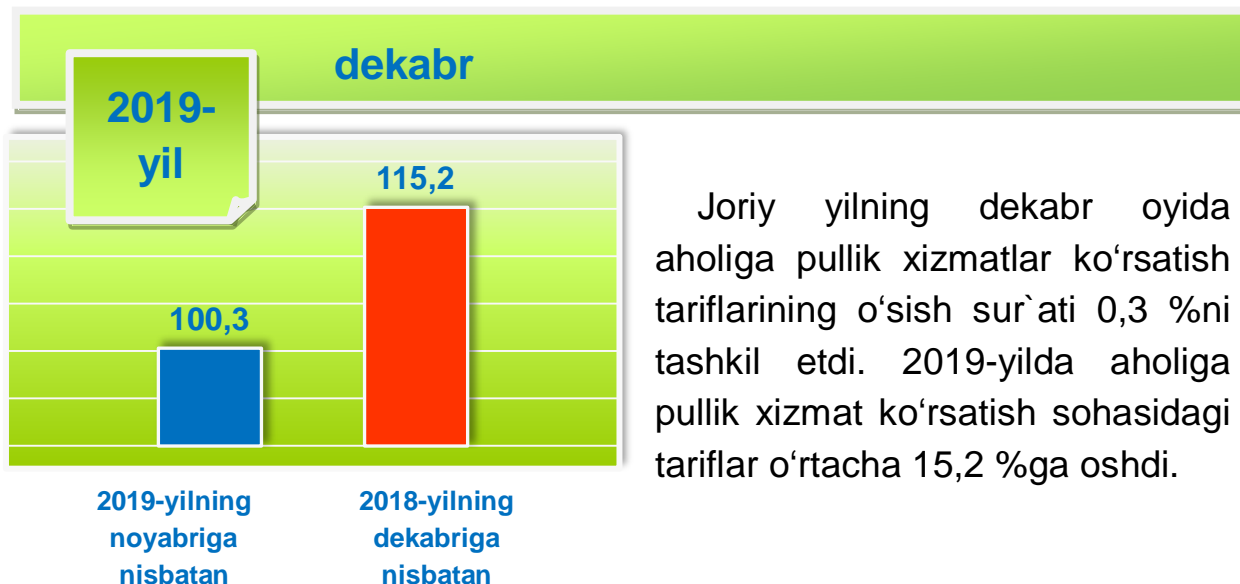 dekabr
2019-
yil
115,2
100,3
2019-yilning
noyabriga
nisbatan
2018-yilning
dekabriga
nisbatan
Joriy yilning dekabr oyida
aholiga pullik xizmatlar ko‘rsatish
tariflarining o‘sish sur`ati 0,3 %ni
tashkil etdi. 2019-yilda aholiga
pullik xizmat ko‘rsatish sohasidagi
tariflar o‘rtacha 15,2 %ga oshdi.